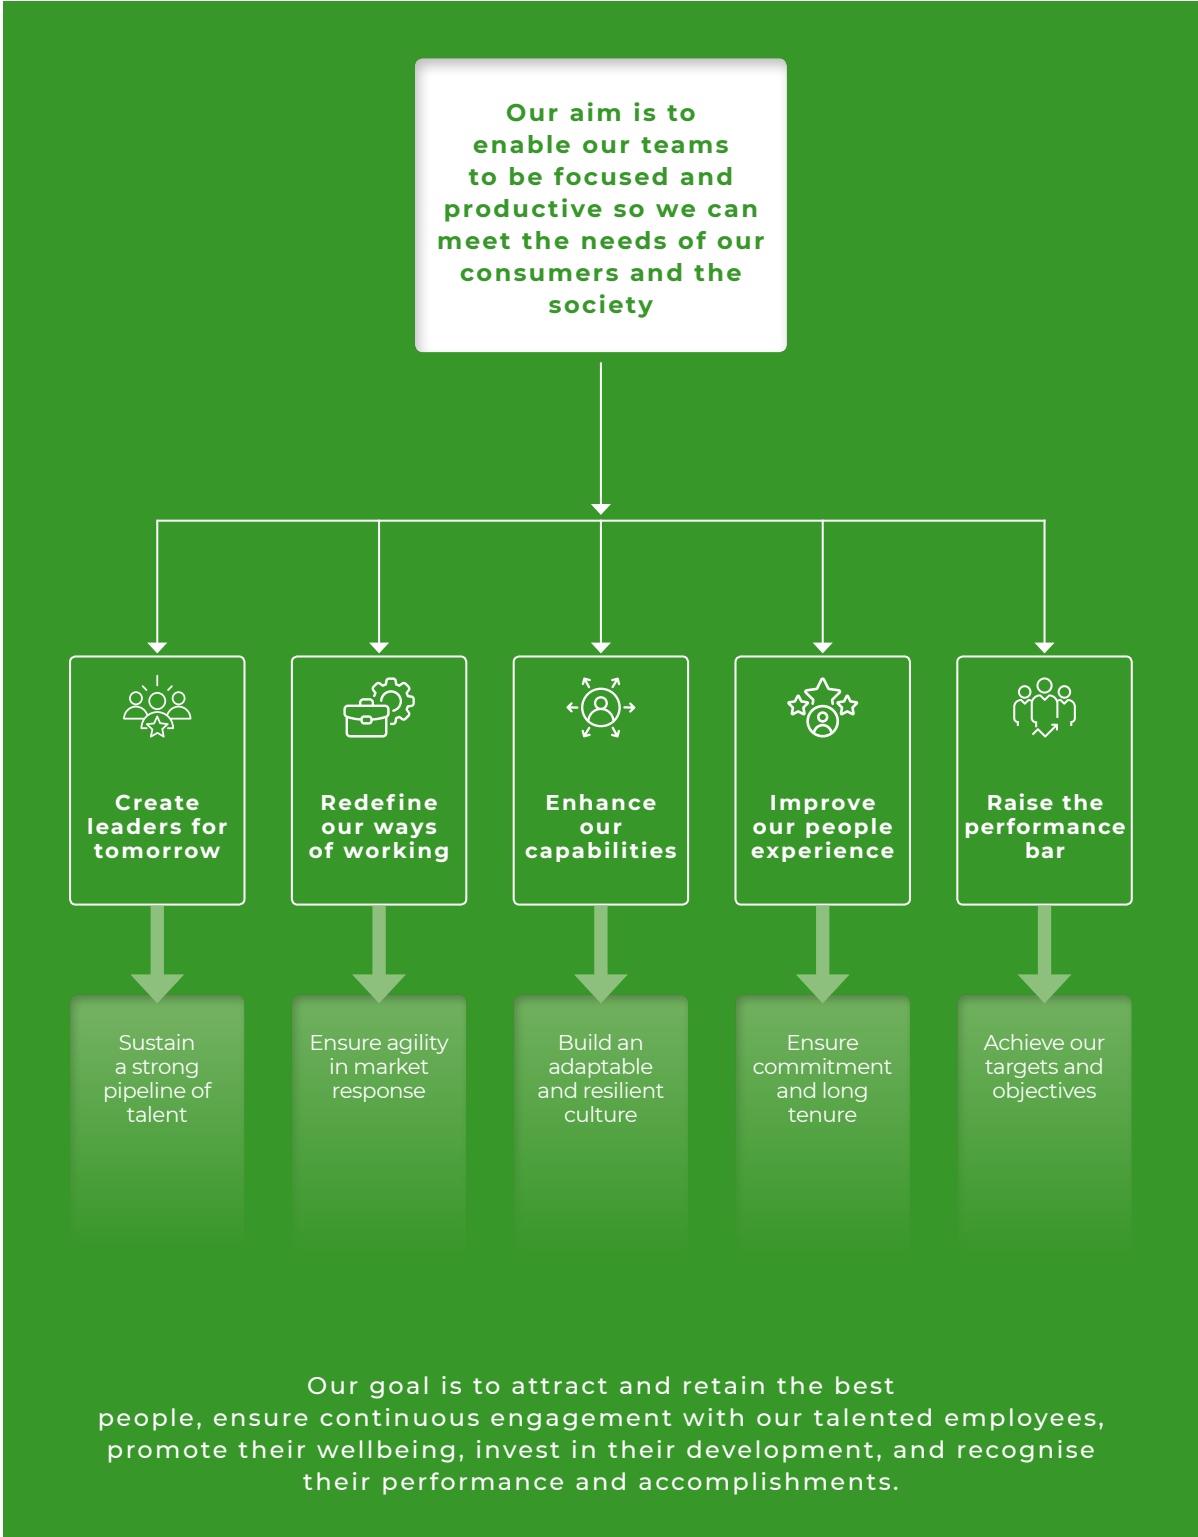 Our aim is to
enable our teams
to be focused and
productive so we can
meet the needs of our
consumers and the
society
Create
leaders for
tomorrow
Redefine
our ways
of working
Enhance
our
capabilities
Improve
our people
experience
Raise the
performance
bar
Sustain
a strong
pipeline of
talent
Ensure agility
in market
response
Build an
adaptable
and resilient
culture
Ensure
commitment
and long
tenure
Achieve our
targets and
objectives
Our goal is to attract and retain the best
people, ensure continuous engagement with our talented employees,
promote their wellbeing, invest in their development, and recognise
their performance and accomplishments.